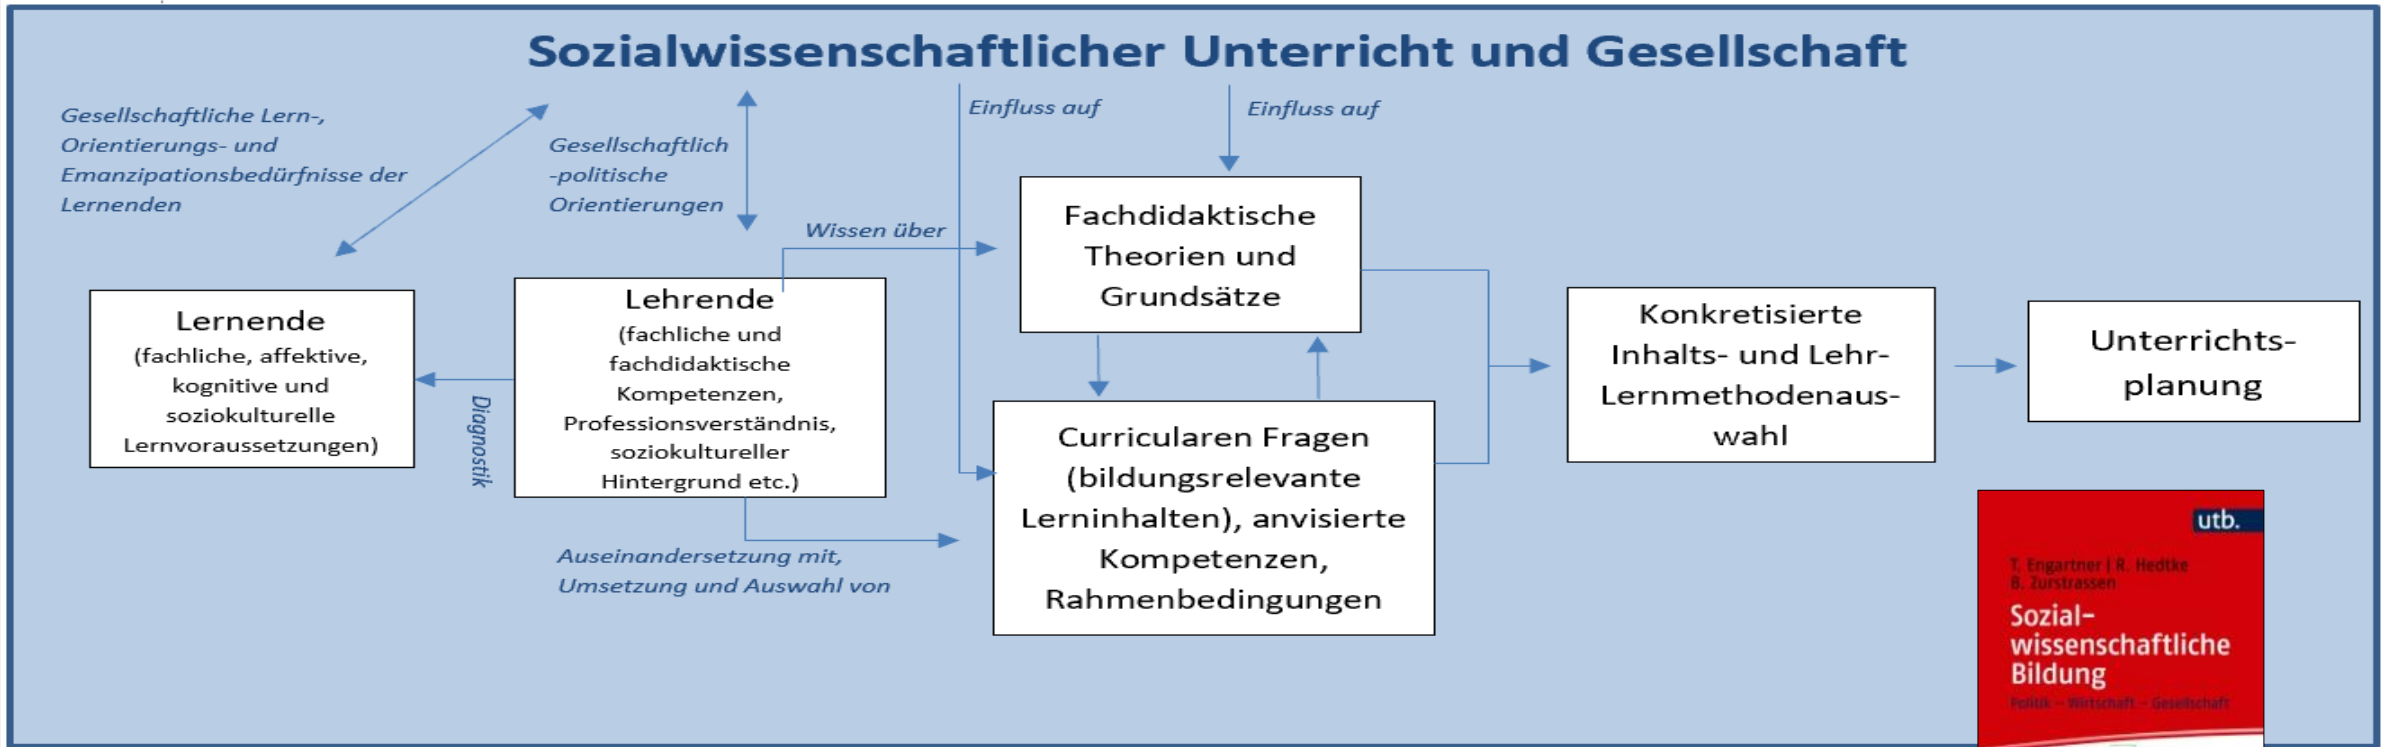 Sozialwissenschaftlicher Unterricht und Gesellschaft
Gesellschaftliche Lern-,
Orientierungs- und
Emanzipationsbedürfnisse der
Lernenden
Gesellschaftlich
-politische
Orientierungen
Einfluss auf
Einfluss auf
Wissen über
Lernende
(fachliche, affektive,
kognitive und
soziokulturelle
Lernvoraussetzungen)
Diagnostik
Lehrende
(fachliche und
fachdidaktische
Kompetenzen,
Professionsverständnis,
soziokultureller
Hintergrund etc.)
Auseinandersetzung mit,
Umsetzung und Auswahl von
Fachdidaktische
Theorien und
Grundsätze
Curricularen Fragen
(bildungsrelevante
Lerninhalten), anvisierte
Kompetenzen,
Rahmenbedingungen
Konkretisierte
Inhalts- und Lehr-
Lernmethodenaus-
wahl
Unterrichts-
planung
utb.
T. Engartner | R. Hedtke
B. Zurstrassen
Sozial-
wissenschaftliche
Bildung
Politik – Wirtschaft – Gesellschaft